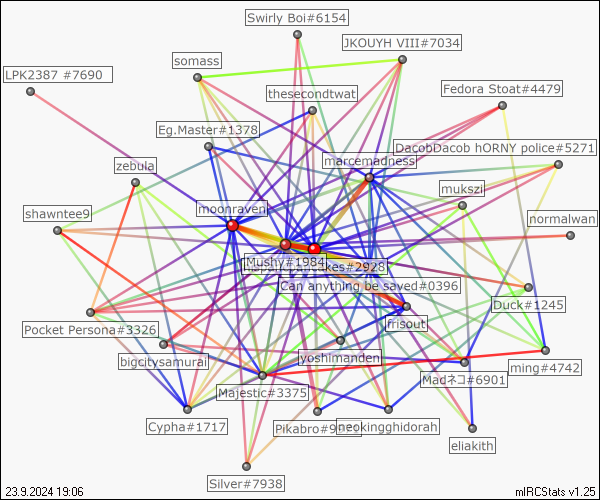 Swirly Boi#6154
JKOUYH VIII#7034
somass
LPK2387 #7690
thesecondtwat
Fedora Stoat#4479
Eg.Master#1378
DacobDacob hORNY police#5271
marcemadness
zebula
mukszi
moonraven
shawntee9
normalwan
Mushy#1984
akes#2928
Can anything be saved#0396
Duck#1245
frisout
Pocket Persona#3326
bigcitysamurai
yoshimanden
ming#4742
Majestic#3375
Madネコ#6901
Cypha#1717
Pikabro#9
neokingghidorah
eliakith
Silver#7938
23.9.2024 19:06
mIRCStats v1.25